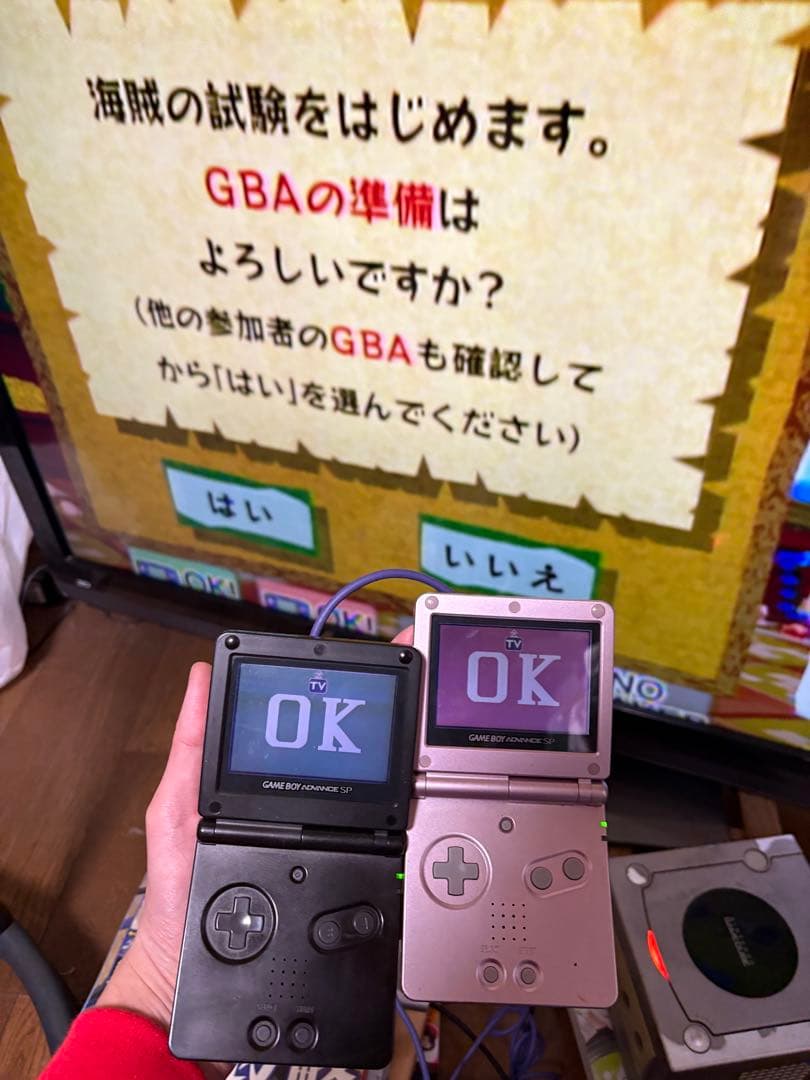 海賊の試験をはじめます。
GBAの準備は
よろしいですか？
(他の参加者のGBAも確認して
から「はい」を選んでください)
はい
いいえ
OK!
OK!
NO
TV
OK
GAME BOY ADVANCE SP
TV
OK
GAME BOY ADVANCE SP